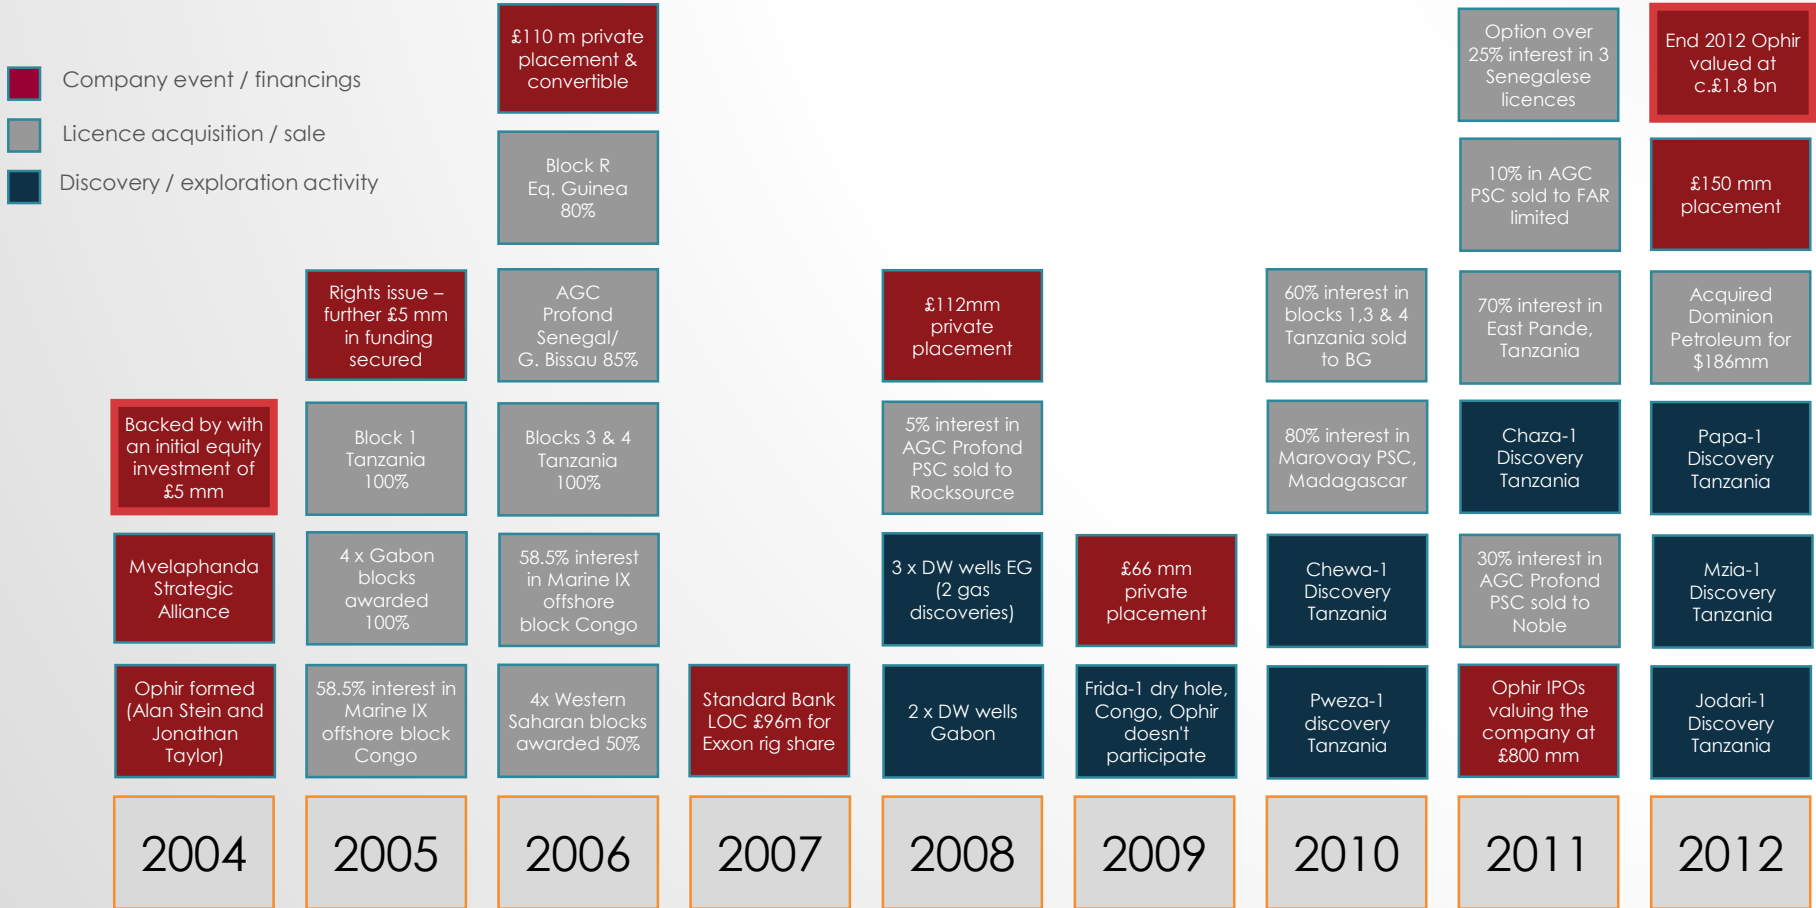 Company event / financings
Licence acquisition / sale
Discovery / exploration activity
Backed by with
an initial equity
investment of
£5 mm
Mvelaphanda
Strategic
Alliance
Ophir formed
(Alan Stein and
Jonathan
Taylor)
2004
Rights issue –
further £5 mm
in funding
secured
Block 1
Tanzania
100%
4 x Gabon
blocks
awarded
100%
58.5% interest in
Marine IX
offshore block
Congo
2005
£110 m private
placement &
convertible
Block R
Eq. Guinea
80%
AGC
Profond
Senegal/
G. Bissau 85%
Blocks 3 & 4
Tanzania
100%
58.5% interest
in Marine IX
offshore
block Congo
4x Western
Saharan blocks
awarded 50%
2006
Standard Bank
LOC £96m for
Exxon rig share
2007
£112mm
private
placement
5% interest in
AGC Profond
PSC sold to
Rocksource
3 x DW wells EG
(2 gas
discoveries)
2 x DW wells
Gabon
2008
£66 mm
private
placement
Frida-1 dry hole,
Congo, Ophir
doesn't
participate
2009
60% interest in
blocks 1,3 & 4
Tanzania sold
to BG
80% interest in
Marovoay PSC,
Madagascar
Chewa-1
Discovery
Tanzania
Pweza-1
discovery
Tanzania
2010
Option over
25% interest in 3
Senegalese
licences
10% in AGC
PSC sold to FAR
limited
70% interest in
East Pande,
Tanzania
Chaza-1
Discovery
Tanzania
30% interest in
AGC Profond
PSC sold to
Noble
Ophir IPOs
valuing the
company at
£800 mm
2011
End 2012 Ophir
valued at
c.£1.8 bn
£150 mm
placement
Acquired
Dominion
Petroleum for
$186mm
Papa-1
Discovery
Tanzania
Mzia-1
Discovery
Tanzania
Jodari-1
Discovery
Tanzania
2012